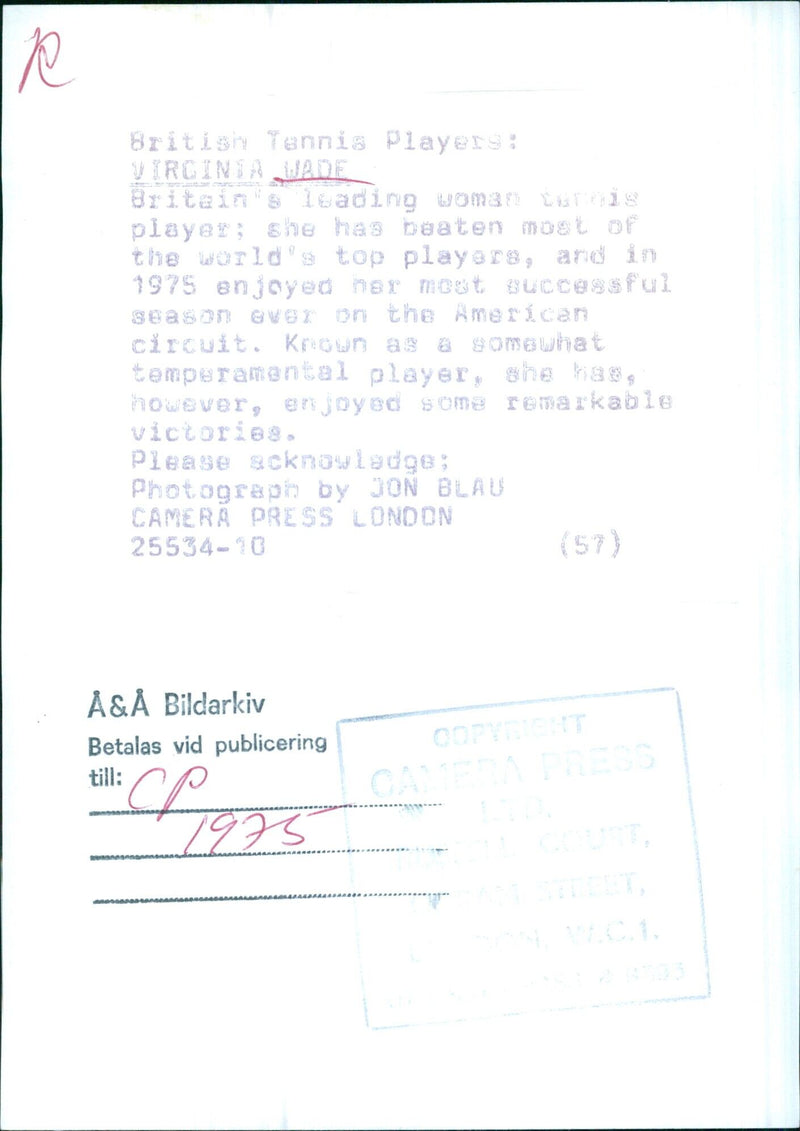 R
British Tennis Players:
VIRGINIA WADE
Britain's leading woman tennis
player; she has beaten most of
the world's top players, and in
1975 enjoyed her most successful
season ever on the American
circuit. Known as a somewhat
temperamental player, she has,
however, enjoyed some remarkable
victories.
Please acknowledge:
Photograph by JON BLAU
CAMERA PRESS LONDON
25534-10 (57)
Å&Å Bildarkiv
Betalas vid publicering
till: CP
1975
COPYRIGHT
CAMERA PRESS
LTD.
COURT,
STREET,
W.C.1.